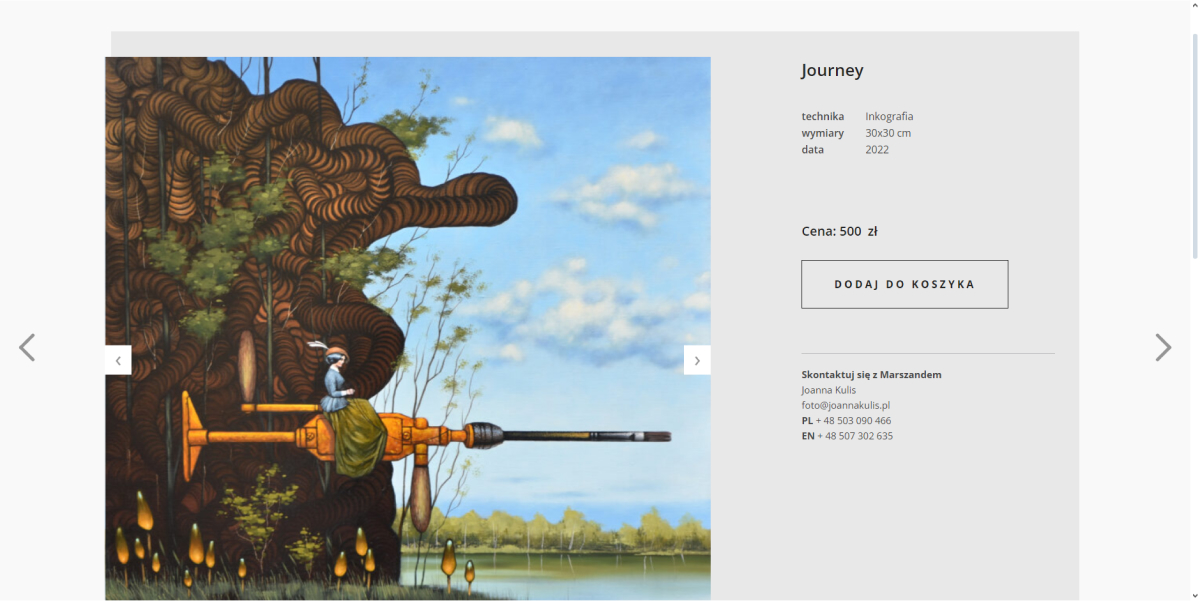 Journey
technika Inkografia
wymiary 30x30 cm
data 2022
Cena: 500 zł
DODAJ DO KOSZYKA
Skontaktuj się z Marszandem
Joanna Kulis
foto@joannakulis.pl
PL + 48 503 090 466
EN + 48 507 302 635